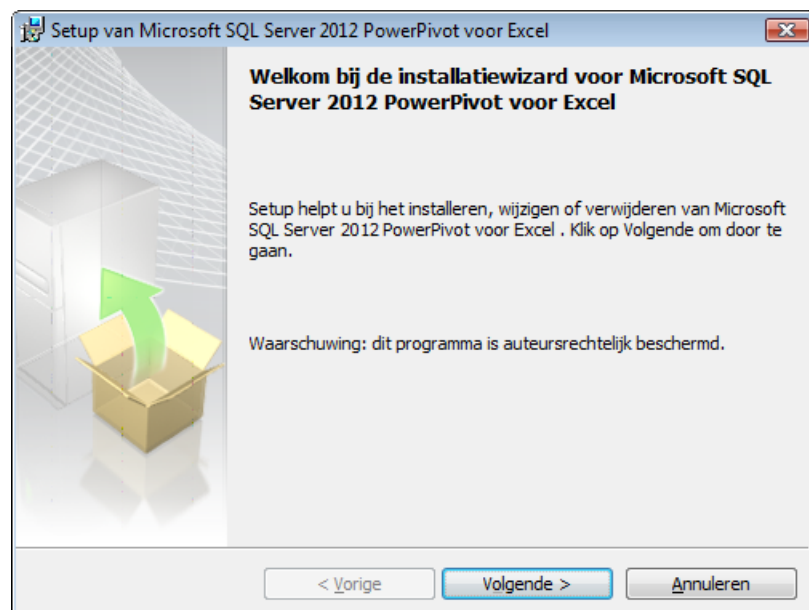 Setup van Microsoft SQL Server 2012 PowerPivot voor Excel
Welkom bij de installatiewizard voor Microsoft SQL
Server 2012 PowerPivot voor Excel
Setup helpt u bij het installeren, wijzigen of verwijderen van Microsoft
SQL Server 2012 PowerPivot voor Excel . Klik op Volgende om door te
gaan.
Waarschuwing: dit programma is auteursrechtelijk beschermd.
< Vorige
Volgende >
Annuleren